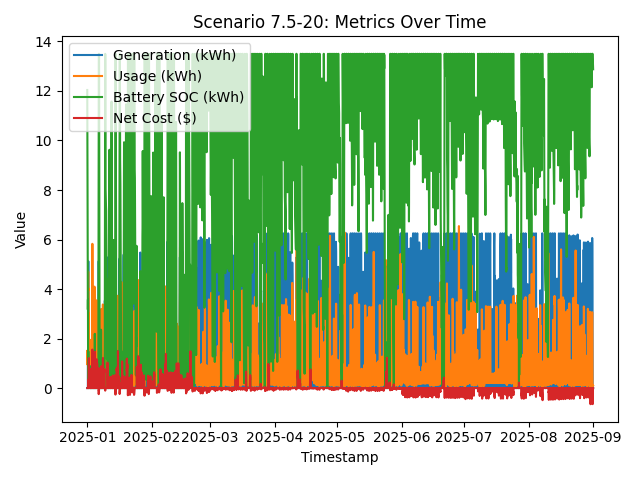 Scenario 7.5-20: Metrics Over Time
Generation (kWh)
Usage (kWh)
Battery SOC (kWh)
Net Cost ($)
Value
14
12
10
8
6
4
2
0
2025-01 2025-02 2025-03 2025-04 2025-05 2025-06 2025-07 2025-08 2025-09
Timestamp